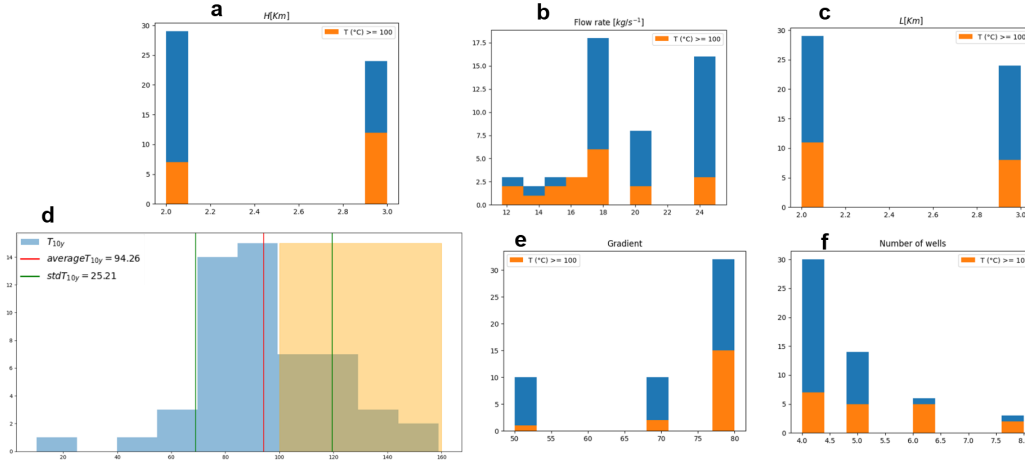 a
H[Km]
T (°C) >= 100
30
25
20
15
10
5
0
2.0 2.2 2.4 2.6 2.8 3.0
b
Flow rate [kg/s⁻¹]
T (°C) >= 100
17.5
15.0
12.5
10.0
7.5
5.0
2.5
0.0
12 14 16 18 20 22 24
c
L[Km]
T (°C) >= 100
30
25
20
15
10
5
0
2.0 2.2 2.4 2.6 2.8 3.0
d
T10y
averageT10y = 94.26
stdT10y = 25.21
14
12
10
8
6
4
2
0
20 40 60 80 100 120 140 160
e
Gradient
T (°C) >= 100
30
25
20
15
10
5
0
50 55 60 65 70 75 80
f
Number of wells
T (°C) >= 10
30
25
20
15
10
5
0
4.0 4.5 5.0 5.5 6.0 6.5 7.0 7.5 8.